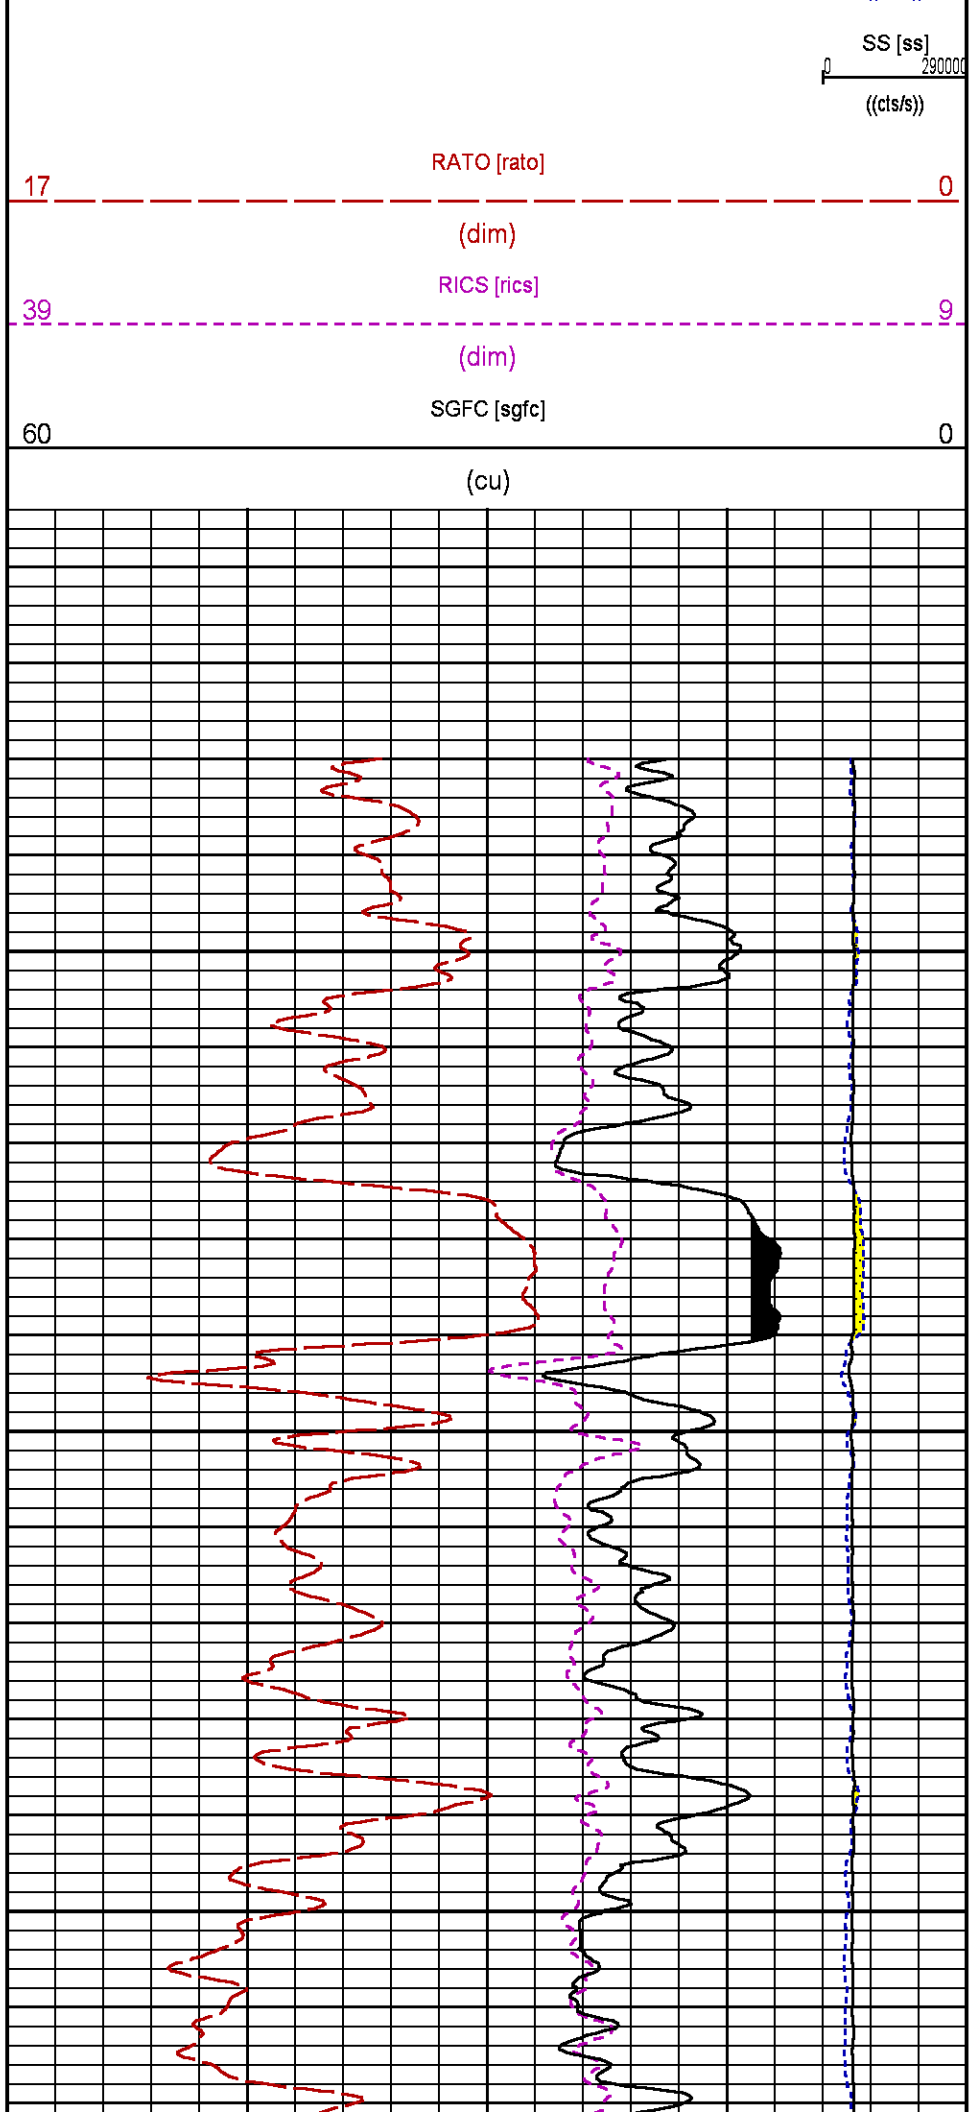 SS [ss]
0 290000
((cts/s))
RATO [rato]
17 0
(dim)
RICS [rics]
39 9
(dim)
SGFC [sgfc]
60 0
(cu)